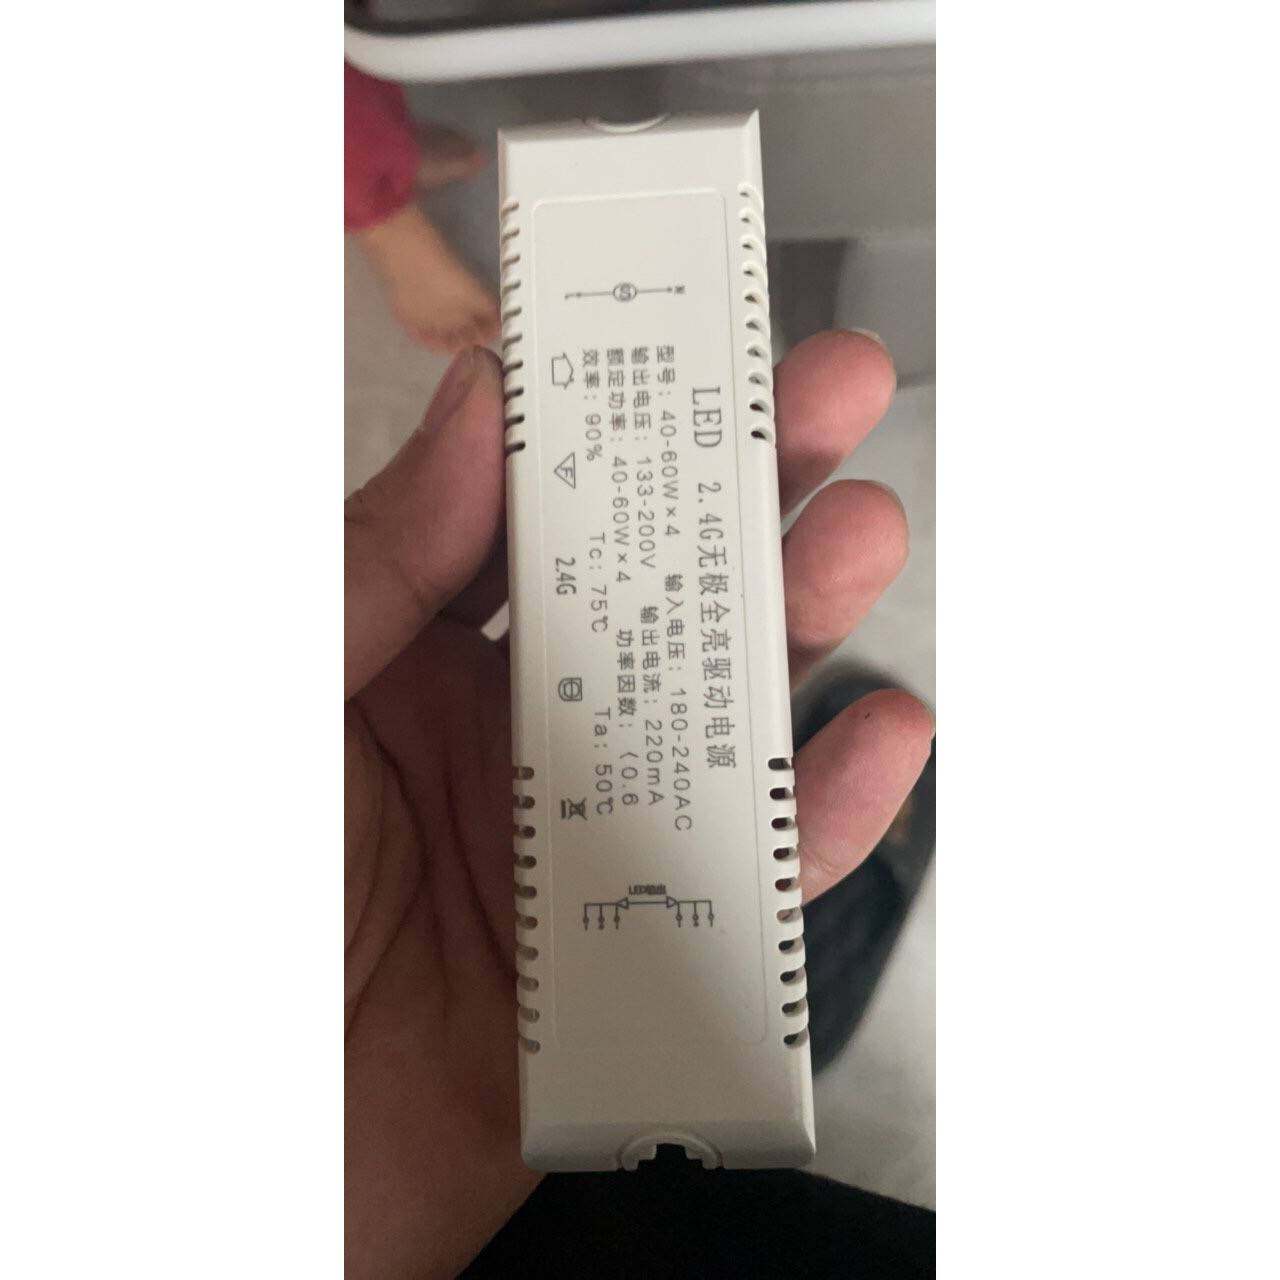 LED 2.4G无极全亮驱动电源
型号: 40-60W×4 输入电压: 180-240AC
输出电压: 133-200V 输出电流: 220mA
额定功率: 40-60W×4 功率因数: 〈0.6
效率: 90% Tc: 75℃ Ta: 50℃
F 2.4G
L N